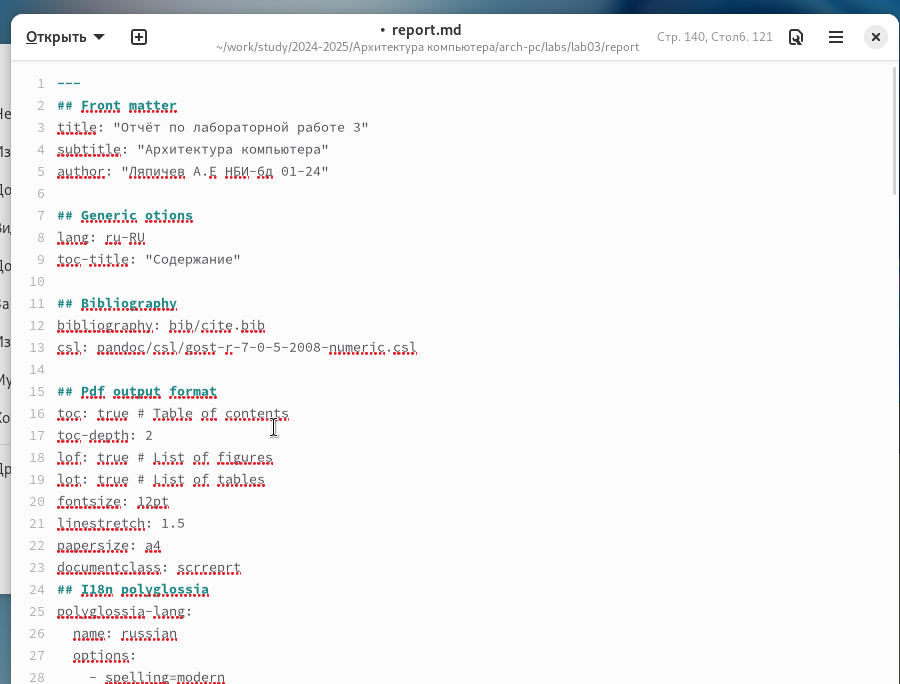 Открыть
• report.md
~/work/study/2024-2025/Архитектура компьютера/arch-pc/labs/lab03/report
Стр. 140, Столб. 121
1 ---
2 ## Front matter
3 title: "Отчёт по лабораторной работе 3"
4 subtitle: "Архитектура компьютера"
5 author: "Ляпичев А.Е НБИ-бд 01-24"
6
7 ## Generic otions
8 lang: ru-RU
9 toc-title: "Содержание"
10
11 ## Bibliography
12 bibliography: bib/cite.bib
13 csl: pandoc/csl/gost-r-7-0-5-2008-numeric.csl
14
15 ## Pdf output format
16 toc: true # Table of contents
17 toc-depth: 2
18 lof: true # List of figures
19 lot: true # List of tables
20 fontsize: 12pt
21 linestretch: 1.5
22 papersize: a4
23 documentclass: scrreprt
24 ## I18n polyglossia
25 polyglossia-lang:
26   name: russian
27   options:
28     - spelling=modern